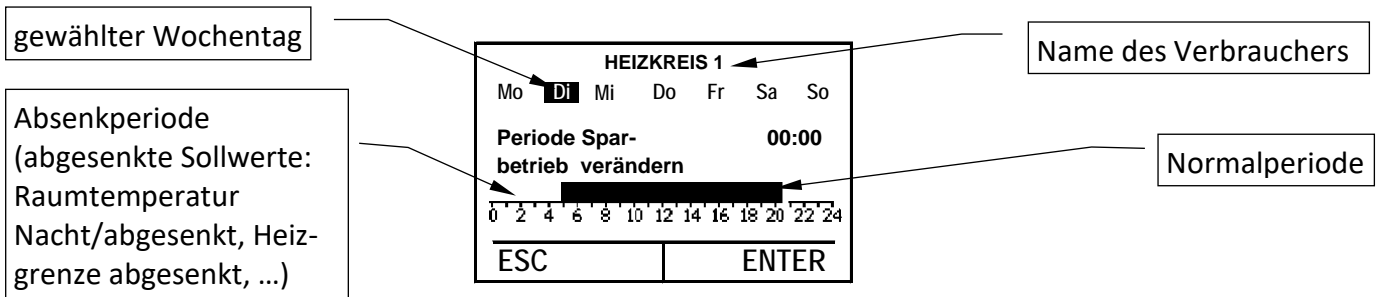 gewählter Wochentag
Name des Verbrauchers
HEIZKREIS 1
Mo Di Mi Do Fr Sa So
Absenkperiode
(abgesenkte Sollwerte:
Raumtemperatur
Nacht/abgesenkt, Heiz-
grenze abgesenkt, ...)
Periode Spar- 00:00
betrieb verändern
Normalperiode
0 2 4 6 8 10 12 14 16 18 20 22 24
ESC ENTER